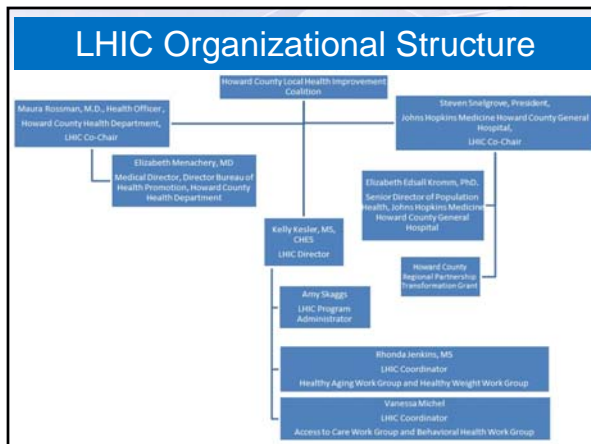 LHIC Organizational Structure
Howard County Local Health Improvement
Coalition
Maura Rossman, M.D., Health Officer,
Howard County Health Department,
LHIC Co-Chair
Steven Snelgrove, President,
Johns Hopkins Medicine Howard County General
Hospital,
LHIC Co-Chair
Elizabeth Menachery, MD
Medical Director, Director Bureau of
Health Promotion, Howard County
Health Department
Elizabeth Edsall Kromm, PhD,
Senior Director of Population
Health, Johns Hopkins Medicine
Howard County General
Hospital
Kelly Kesler, MS,
CHES
LHIC Director
Howard County
Regional Partnership
Transformation Grant
Amy Skaggs
LHIC Program
Administrator
Rhonda Jenkins, MS
LHIC Coordinator
Healthy Aging Work Group and Healthy Weight Work Group
Vanessa Michel
LHIC Coordinator
Access to Care Work Group and Behavioral Health Work Group